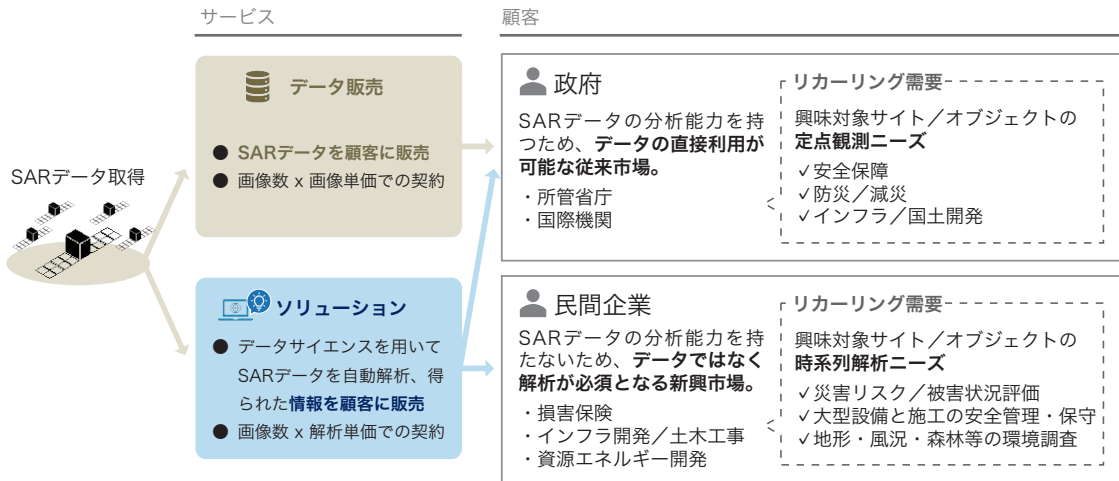 サービス
顧客
SARデータ取得
データ販売
● SARデータを顧客に販売
● 画像数 x 画像単価での契約
ソリューション
● データサイエンスを用いて
SARデータを自動解析、得
られた情報を顧客に販売
● 画像数 x 解析単価での契約
政府
SARデータの分析能力を持
つため、データの直接利用が
可能な従来市場。
・所管省庁
・国際機関
リカーリング需要
興味対象サイト／オブジェクトの
定点観測ニーズ
✓安全保障
✓防災／減災
✓インフラ／国土開発
民間企業
SARデータの分析能力を持
たないため、データではなく
解析が必須となる新興市場。
・損害保険
・インフラ開発／土木工事
・資源エネルギー開発
リカーリング需要
興味対象サイト／オブジェクトの
時系列解析ニーズ
✓災害リスク／被害状況評価
✓大型設備と施工の安全管理・保守
✓地形・風況・森林等の環境調査